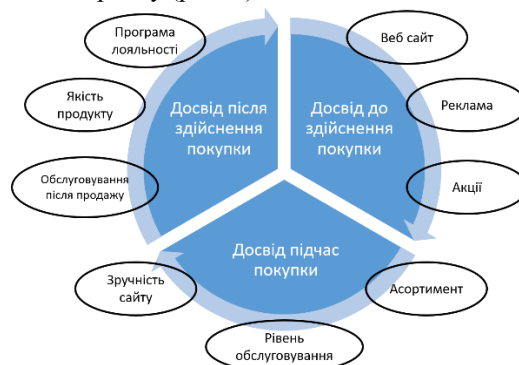 Програма
лояльності
Веб сайт
Якість
продукту
Досвід після
здійснення
покупки
Досвід до
здійснення
покупки
Реклама
Обслуговування
після продажу
Акції
Досвід підчас
покупки
Зручність
сайту
Асортимент
Рівень
обслуговування